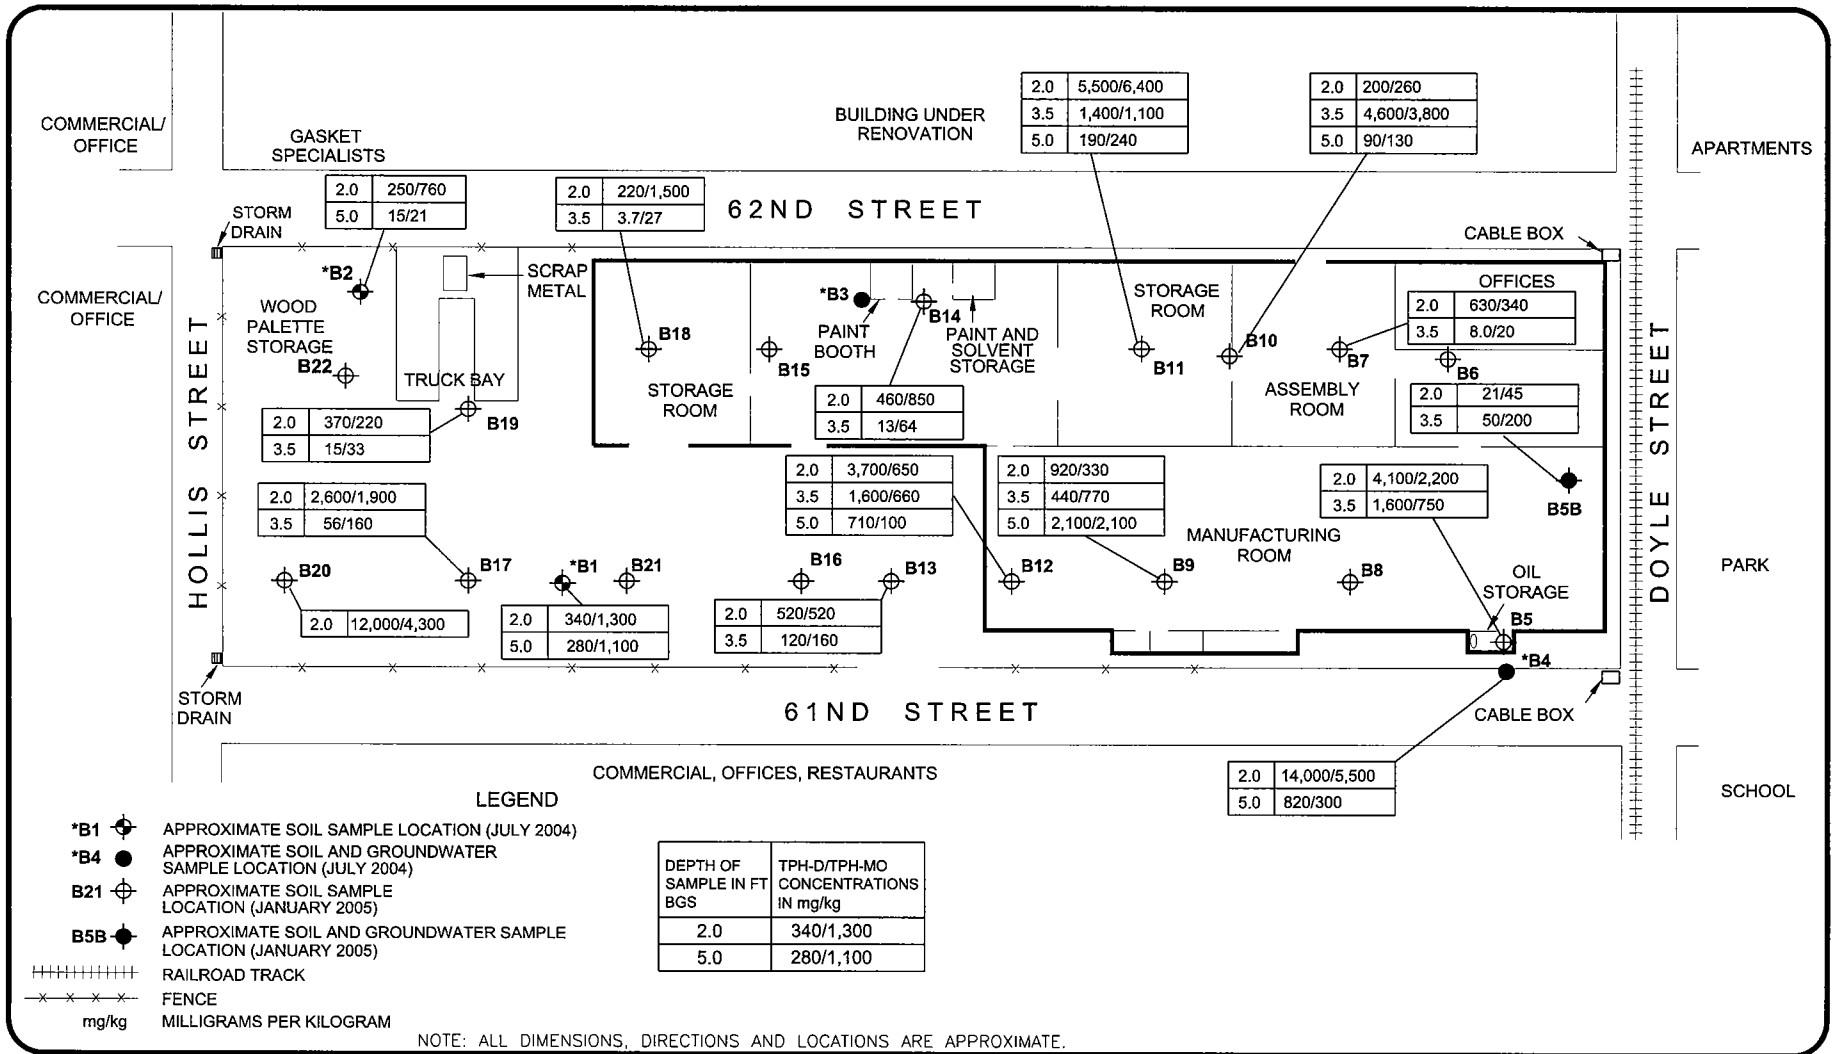 COMMERCIAL/
OFFICE
GASKET
SPECIALISTS
BUILDING UNDER
RENOVATION
2.0 5,500/6,400
3.5 1,400/1,100
5.0 190/240
2.0 200/260
3.5 4,600/3,800
5.0 90/130
APARTMENTS
2.0 250/760
5.0 15/21
2.0 220/1,500
3.5 3.7/27
62ND STREET
STORM
DRAIN
CABLE BOX
COMMERCIAL/
OFFICE
*B2
SCRAP
METAL
WOOD
PALETTE
STORAGE
B22
TRUCK BAY
B19
2.0 370/220
3.5 15/33
HOLLIS STREET
B18
STORAGE
ROOM
B15
*B3
PAINT
BOOTH
B14
PAINT AND
SOLVENT
STORAGE
2.0 460/850
3.5 13/64
STORAGE
ROOM
B11
B10
ASSEMBLY
ROOM
B7
OFFICES
2.0 630/340
3.5 8.0/20
B6
2.0 21/45
3.5 50/200
B5B
DOYLE STREET
2.0 2,600/1,900
3.5 56/160
2.0 3,700/650
3.5 1,600/660
5.0 710/100
2.0 920/330
3.5 440/770
5.0 2,100/2,100
2.0 4,100/2,200
3.5 1,600/750
MANUFACTURING
ROOM
B20
B17
*B1
B21
B16
B13
B12
B9
B8
OIL
STORAGE
B5
PARK
2.0 12,000/4,300
2.0 340/1,300
5.0 280/1,100
2.0 520/520
3.5 120/160
*B4
STORM
DRAIN
61ND STREET
CABLE BOX
COMMERCIAL, OFFICES, RESTAURANTS
2.0 14,000/5,500
5.0 820/300
SCHOOL
LEGEND
*B1 APPROXIMATE SOIL SAMPLE LOCATION (JULY 2004)
*B4 APPROXIMATE SOIL AND GROUNDWATER
SAMPLE LOCATION (JULY 2004)
B21 APPROXIMATE SOIL SAMPLE
LOCATION (JANUARY 2005)
B5B APPROXIMATE SOIL AND GROUNDWATER SAMPLE
LOCATION (JANUARY 2005)
RAILROAD TRACK
FENCE
mg/kg MILLIGRAMS PER KILOGRAM
DEPTH OF
SAMPLE IN FT
BGS
TPH-D/TPH-MO
CONCENTRATIONS
IN mg/kg
2.0 340/1,300
5.0 280/1,100
NOTE: ALL DIMENSIONS, DIRECTIONS AND LOCATIONS ARE APPROXIMATE.